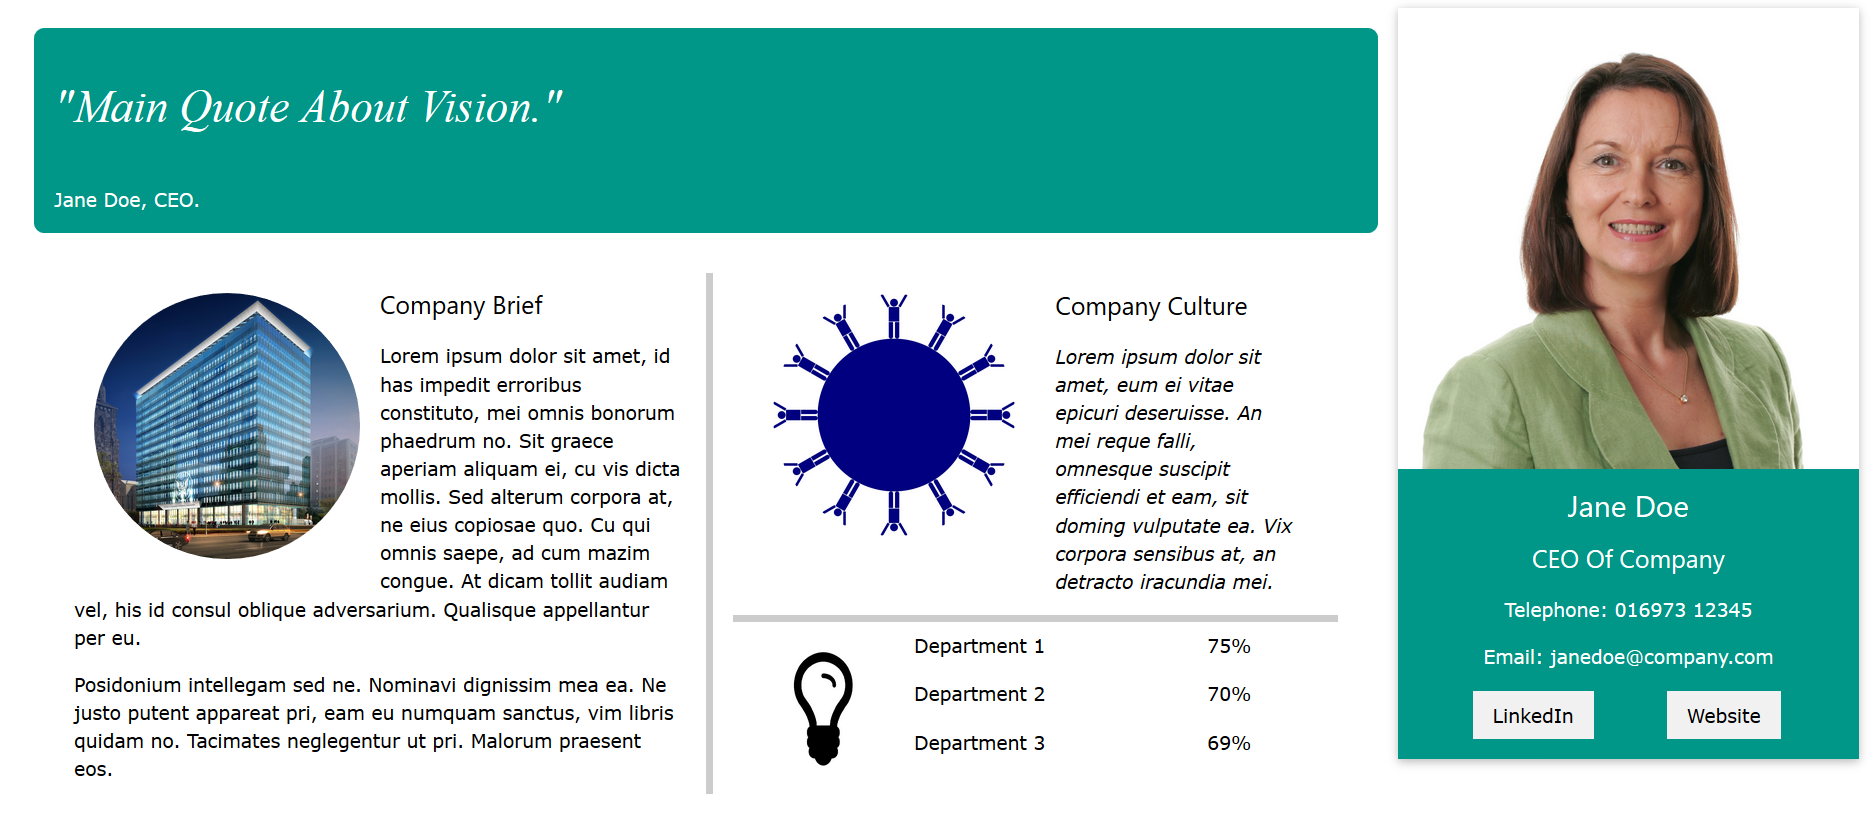 "Main Quote About Vision."
Jane Doe, CEO.
Company Brief
Lorem ipsum dolor sit amet, id
has impedit erroribus
constituto, mei omnis bonorum
phaedrum no. Sit graece
aperiam aliquam ei, cu vis dicta
mollis. Sed alterum corpora at,
ne eius copiosae quo. Cu qui
omnis saepe, ad cum mazim
congue. At dicam tollit audiam
vel, his id consul oblique adversarium. Qualisque appellantur
per eu.
Posidonium intellegam sed ne. Nominavi dignissim mea ea. Ne
justo putent appareat pri, eam eu numquam sanctus, vim libris
quidam no. Tacimates neglegentur ut pri. Malorum praesent
eos.
Company Culture
Lorem ipsum dolor sit
amet, eum ei vitae
epicuri deseruisse. An
mei reque falli,
omnesque suscipit
efficiendi et eam, sit
doming vulputate ea. Vix
corpora sensibus at, an
detracto iracundia mei.
Department 1 75%
Department 2 70%
Department 3 69%
Jane Doe
CEO Of Company
Telephone: 016973 12345
Email: janedoe@company.com
LinkedIn Website